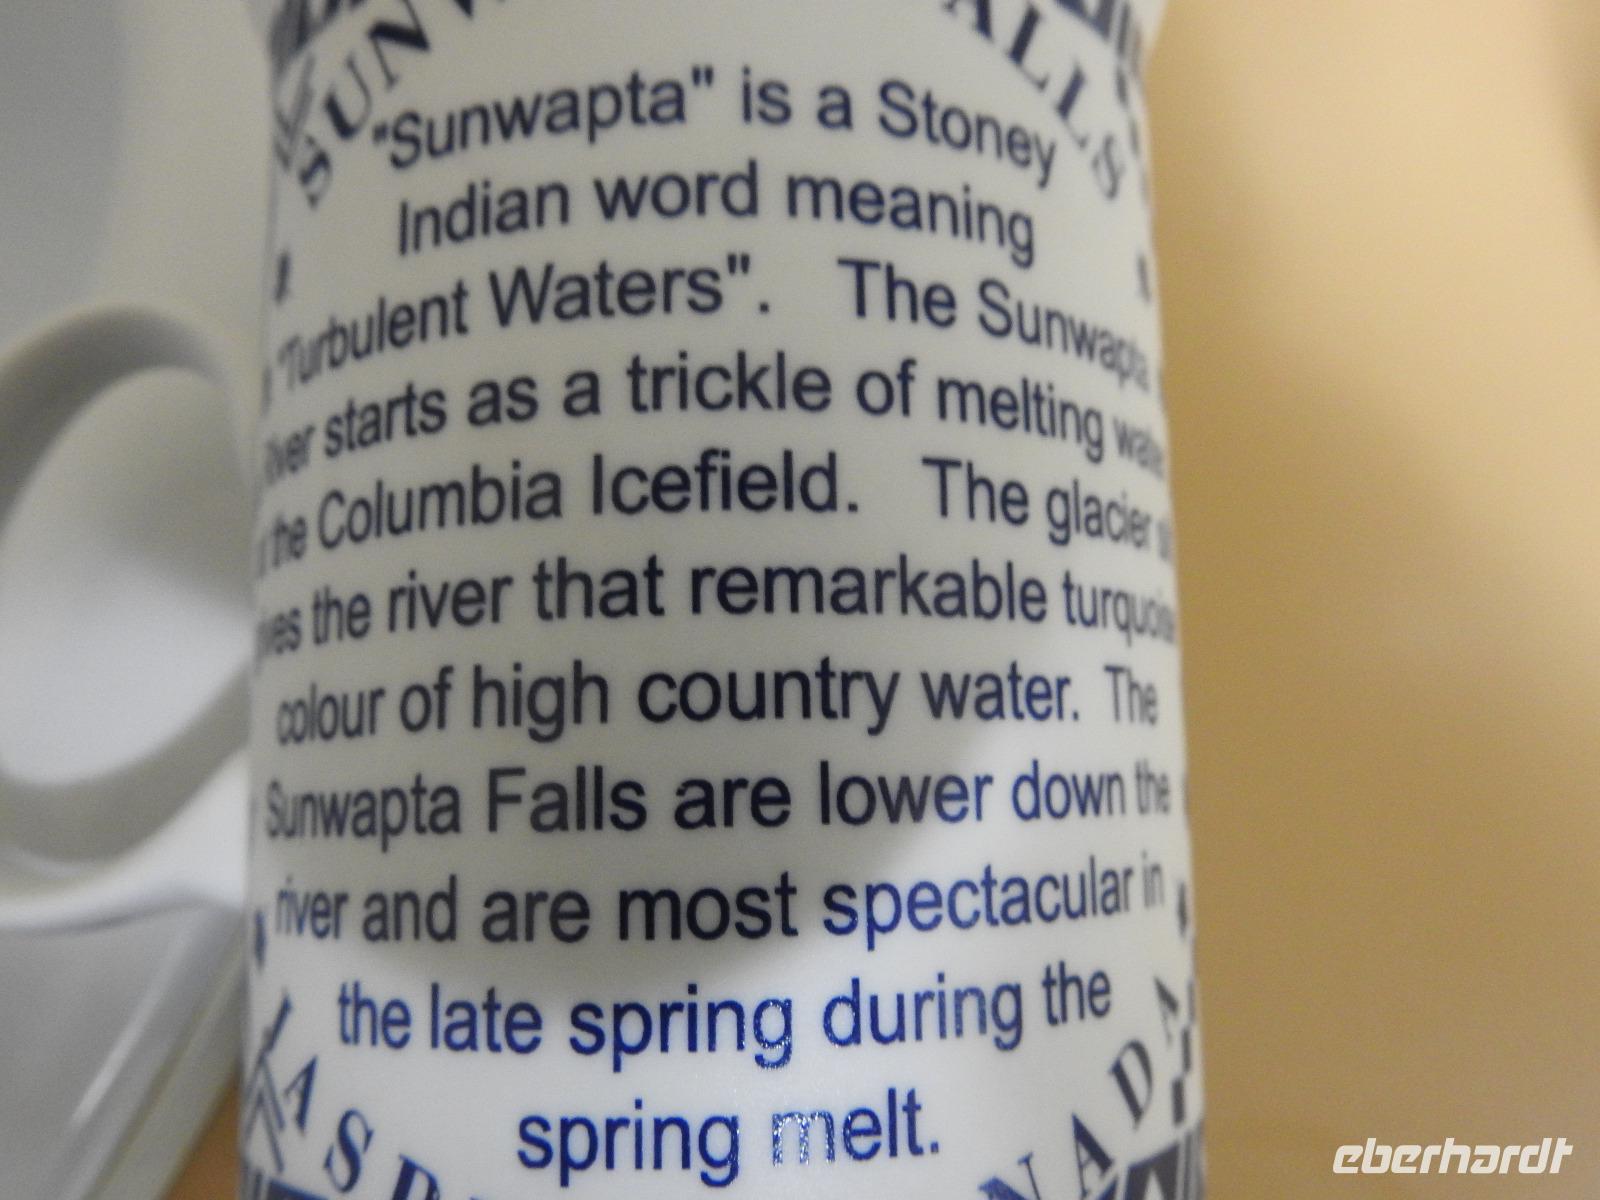 "Sunwapta" is a Stoney
Indian word meaning
"Turbulent Waters". The Sunwapta
River starts as a trickle of melting
the Columbia Icefield. The glacier
the river that remarkable
colour of high country water. The
Sunwapta Falls are lower down the
river and are most spectacular in
the late spring during the
spring melt.
eberhardt